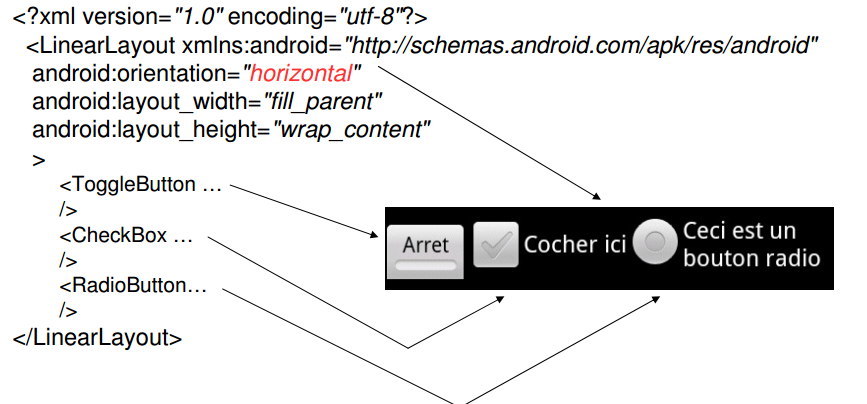 <?xml version="1.0" encoding="utf-8"?>
<LinearLayout xmlns:android="http://schemas.android.com/apk/res/android"
android:orientation="horizontal"
android:layout_width="fill_parent"
android:layout_height="wrap_content"
>
<ToggleButton …
/>
<CheckBox …
/>
<RadioButton…
/>
</LinearLayout>
Arret
Cocher ici
Ceci est un
bouton radio